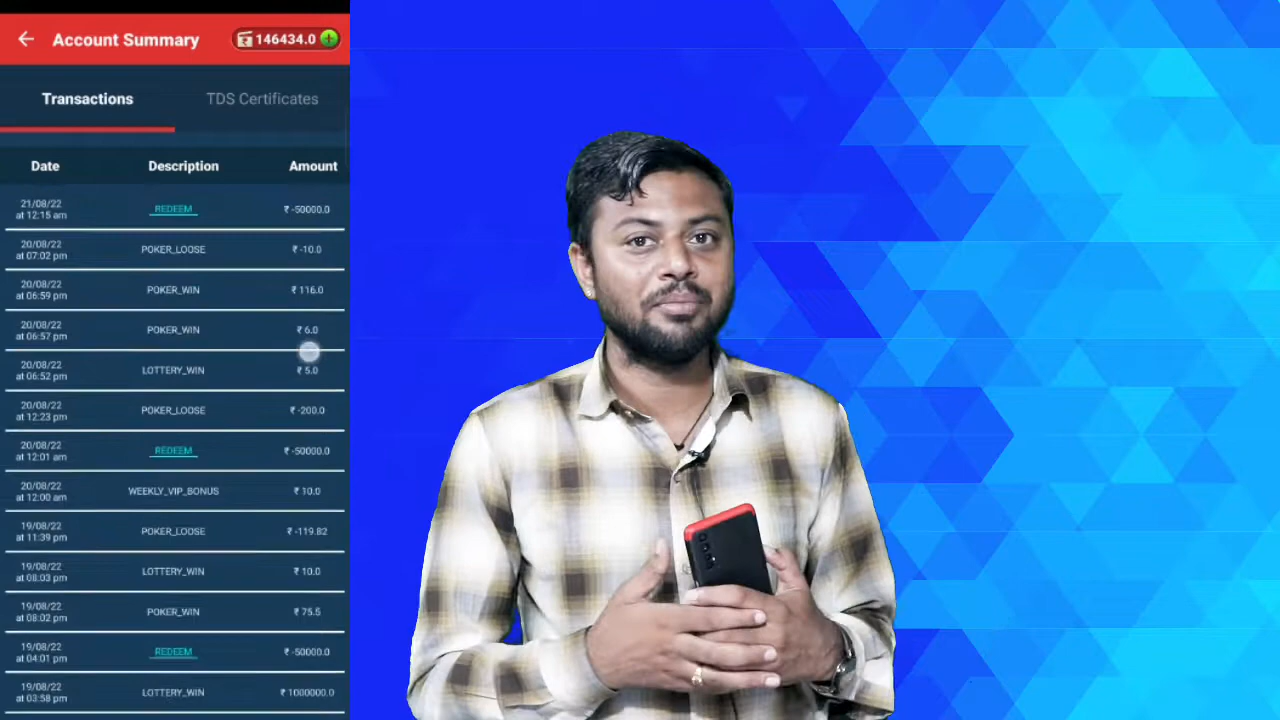 Account Summary 146434.0
Transactions TDS Certificates
Date Description Amount
21/08/22
at 12:15 am REDEEM ₹ -50000.0
20/08/22
at 07:02 pm POKER_LOOSE ₹ -10.0
20/08/22
at 06:59 pm POKER_WIN ₹ 116.0
20/08/22
at 06:57 pm POKER_WIN ₹ 6.0
20/08/22
at 06:52 pm LOTTERY_WIN ₹ 5.0
20/08/22
at 12:23 pm POKER_LOOSE ₹ -200.0
20/08/22
at 12:01 am REDEEM ₹ -50000.0
20/08/22
at 12:00 am WEEKLY_VIP_BONUS ₹ 10.0
19/08/22
at 11:39 pm POKER_LOOSE ₹ -119.82
19/08/22
at 08:03 pm LOTTERY_WIN ₹ 10.0
19/08/22
at 08:02 pm POKER_WIN ₹ 75.5
19/08/22
at 04:01 pm REDEEM ₹ -50000.0
19/08/22
at 03:58 pm LOTTERY_WIN ₹ 1000000.0